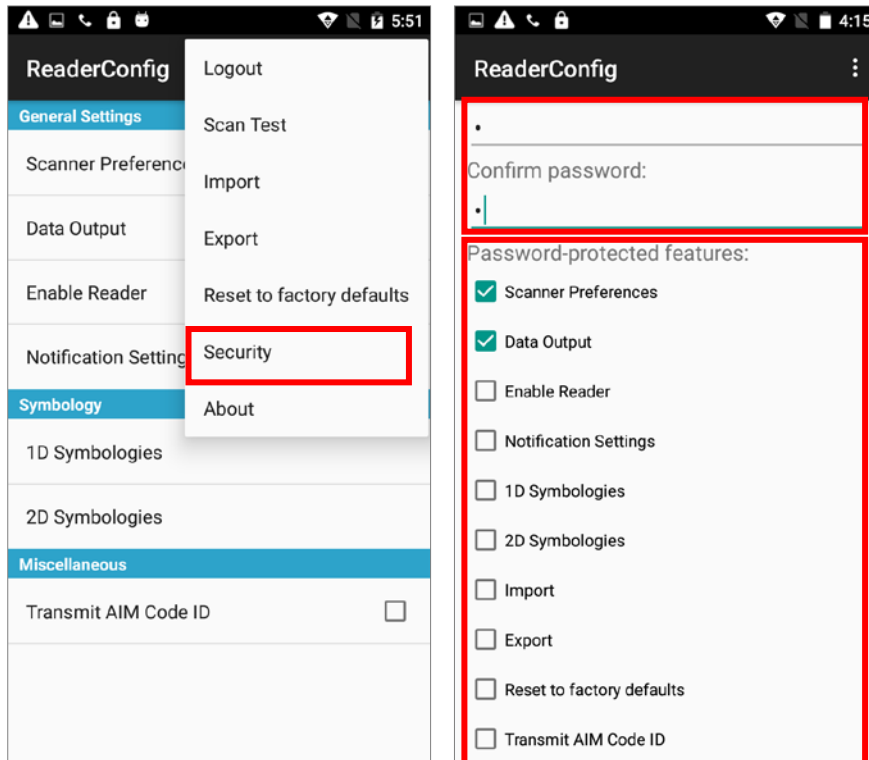 5:51
ReaderConfig
Logout
General Settings
Scan Test
Scanner Preferenc
Import
Data Output
Export
Enable Reader
Reset to factory defaults
Notification Setting
Security
Symbology
About
1D Symbologies
2D Symbologies
Miscellaneous
Transmit AIM Code ID
4:15
ReaderConfig
Confirm password:
Password-protected features:
Scanner Preferences
Data Output
Enable Reader
Notification Settings
1D Symbologies
2D Symbologies
Import
Export
Reset to factory defaults
Transmit AIM Code ID